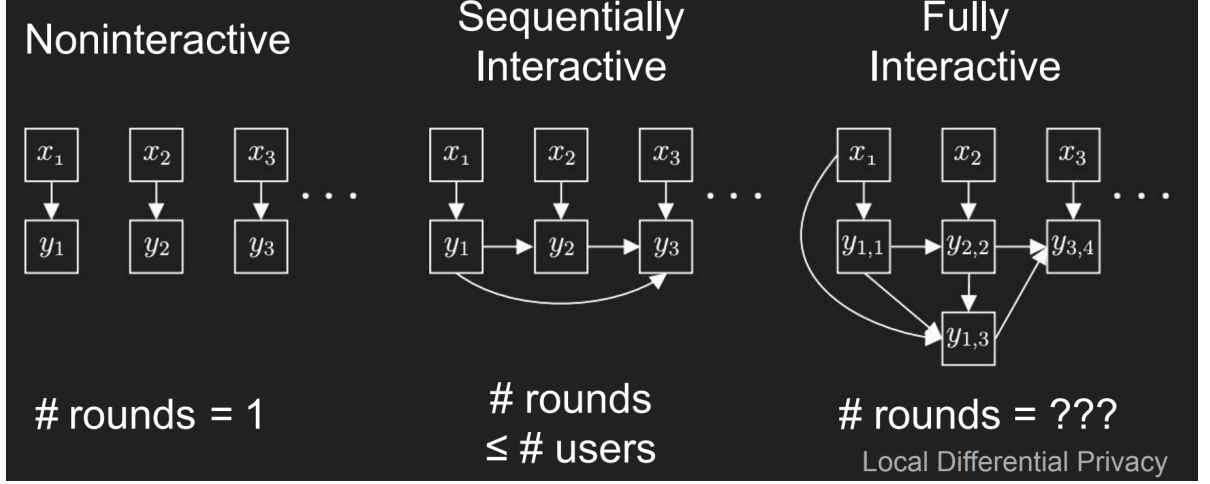 Noninteractive
Sequentially
Interactive
Fully
Interactive
x₁ x₂ x₃ ...
y₁ y₂ y₃
x₁ x₂ x₃ ...
y₁ y₂ y₃
x₁ x₂ x₃ ...
y₁,₁ y₂,₂ y₃,₄
y₁,₃
# rounds = 1
# rounds
≤ # users
# rounds = ???
Local Differential Privacy